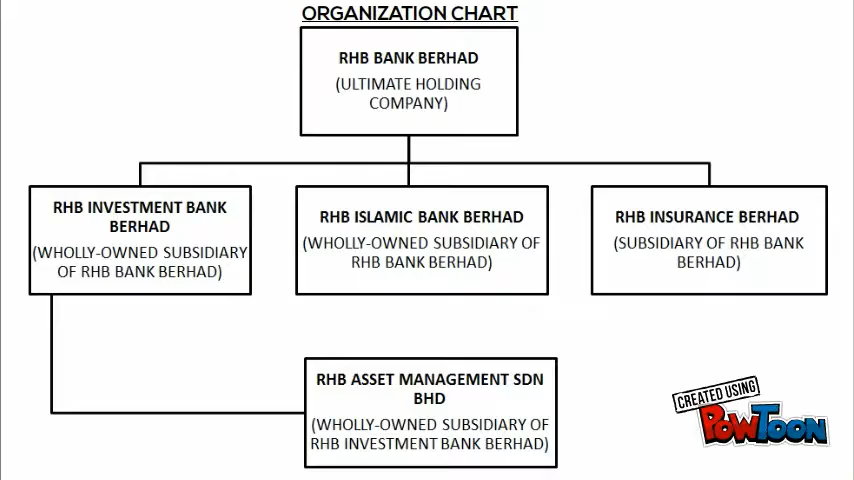 ORGANIZATION CHART
RHB BANK BERHAD
(ULTIMATE HOLDING
COMPANY)
RHB INVESTMENT BANK
BERHAD
(WHOLLY-OWNED SUBSIDIARY
OF RHB BANK BERHAD)
RHB ISLAMIC BANK BERHAD
(WHOLLY-OWNED SUBSIDIARY OF
RHB BANK BERHAD)
RHB INSURANCE BERHAD
(SUBSIDIARY OF RHB BANK
BERHAD)
RHB ASSET MANAGEMENT SDN
BHD
(WHOLLY-OWNED SUBSIDIARY OF
RHB INVESTMENT BANK BERHAD)
CREATED USING
POWTOON